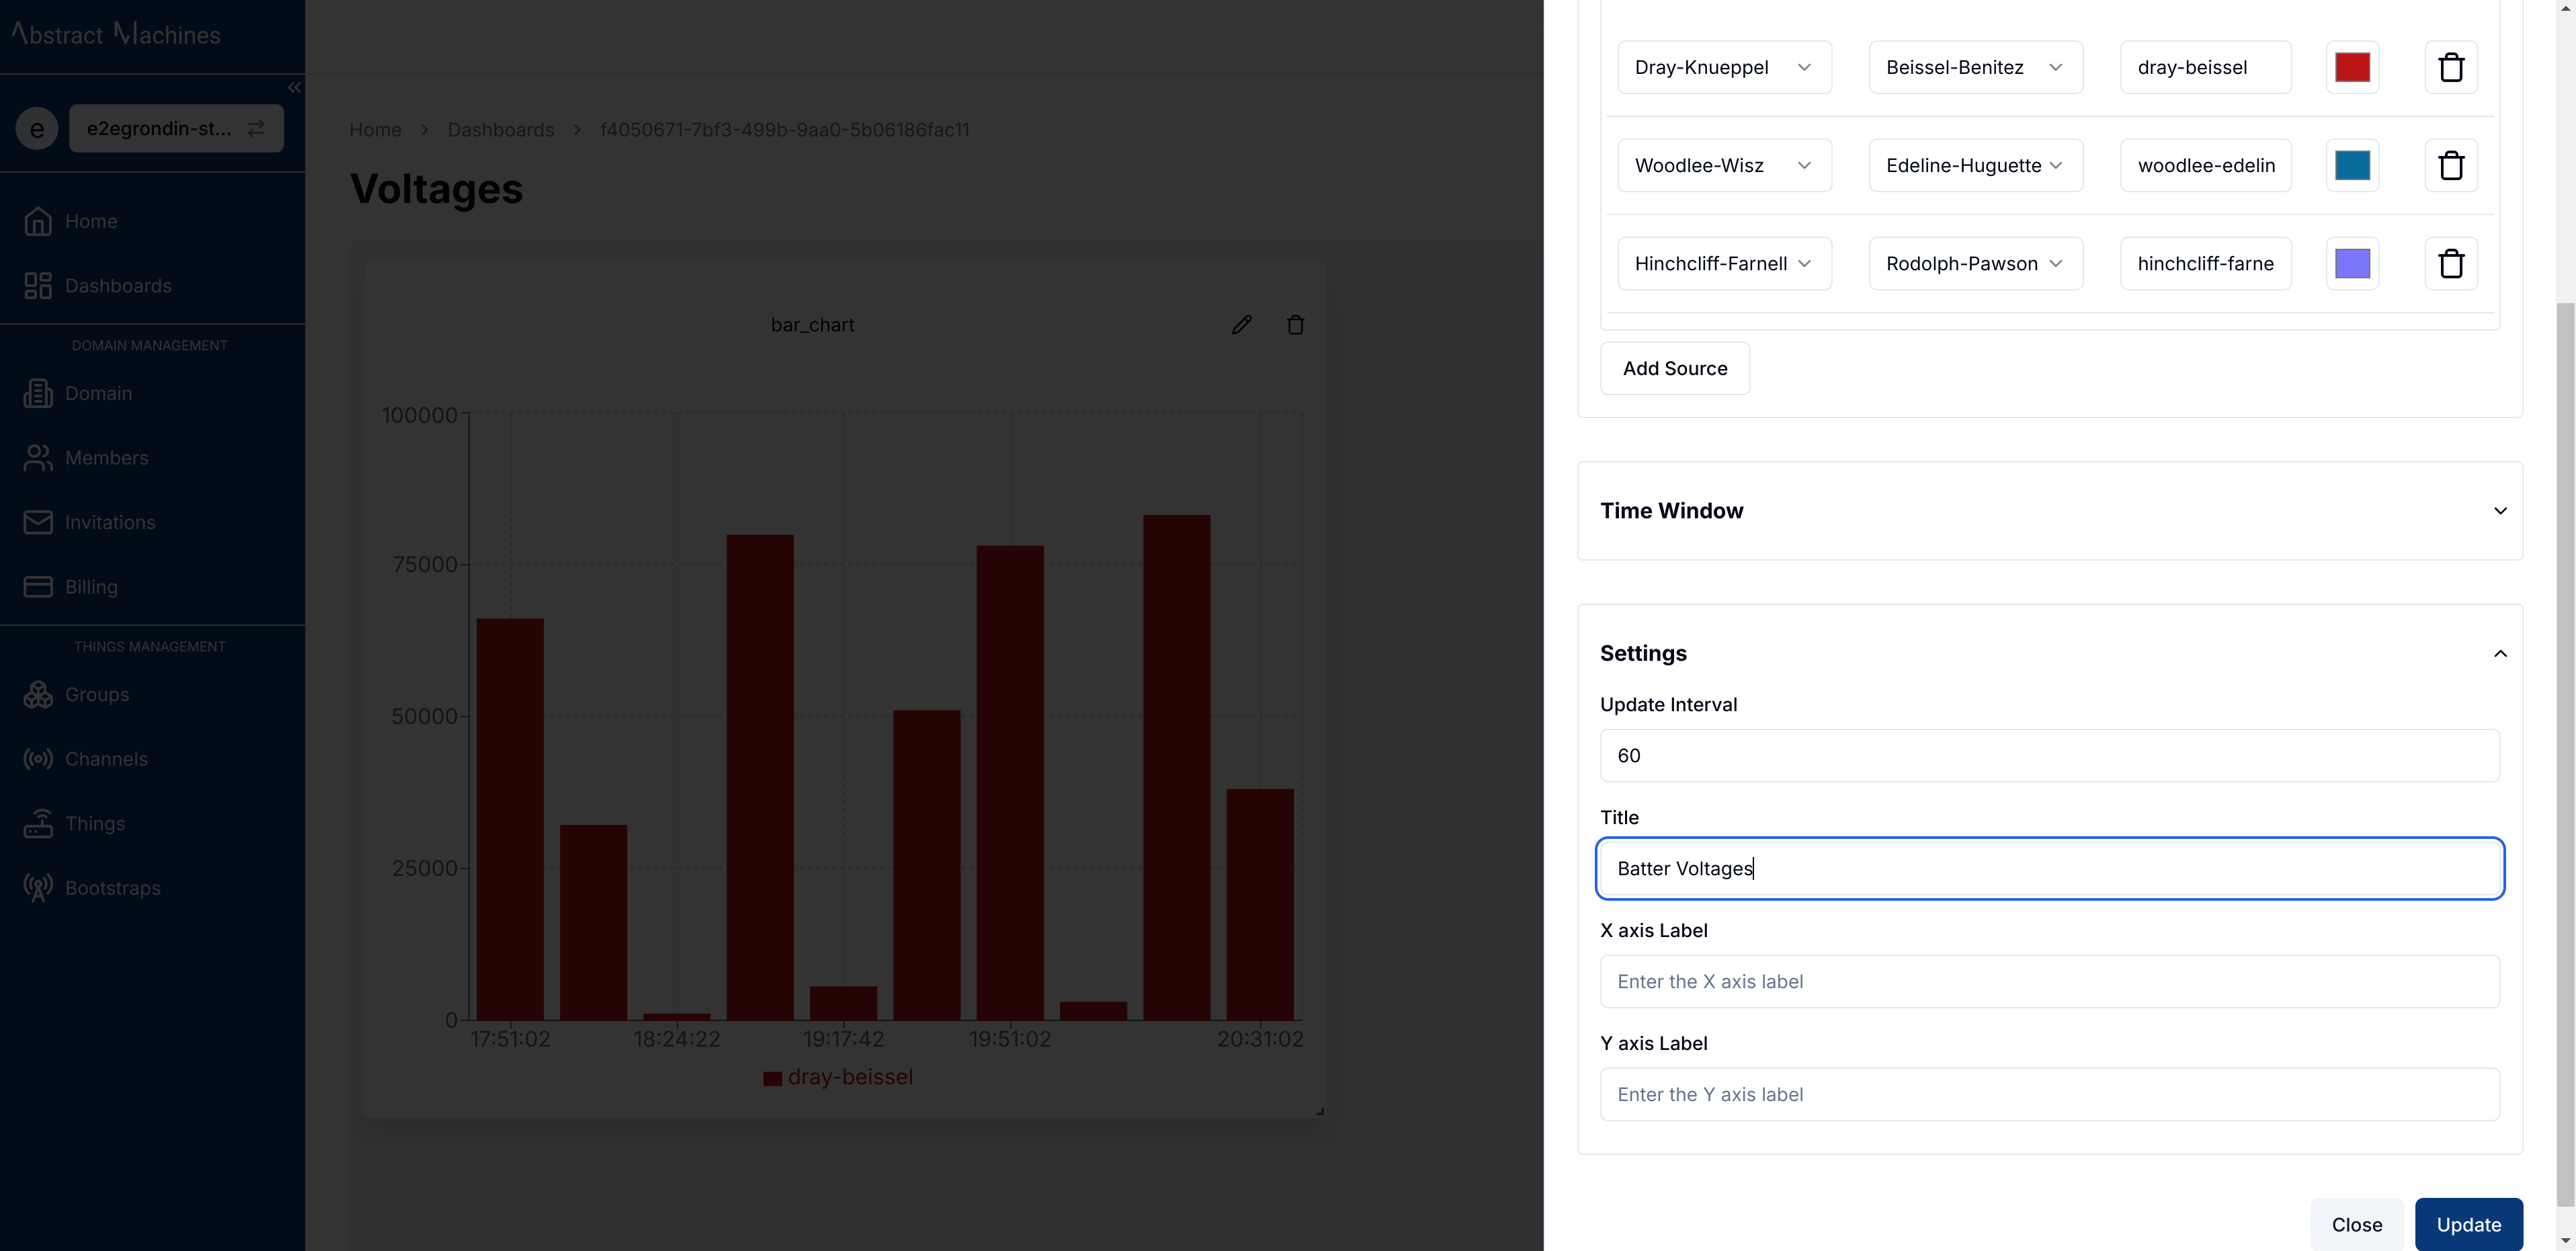 Abstract Machines
e
e2egrondin-st...
Home
Dashboards
DOMAIN MANAGEMENT
Domain
Members
Invitations
Billing
THINGS MANAGEMENT
Groups
Channels
Things
Bootstraps
Home > Dashboards > f4050671-7bf3-499b-9aa0-5b06186fac11
Voltages
bar_chart
100000
75000
50000
25000
0
17:51:02 18:24:22 19:17:42 19:51:02 20:31:02
dray-beissel
Dray-Knueppel Beissel-Benitez dray-beissel
Woodlee-Wisz Edeline-Huguette woodlee-edelin
Hinchcliff-Farnell Rodolph-Pawson hinchcliff-farne
Add Source
Time Window
Settings
Update Interval
60
Title
Batter Voltages
X axis Label
Enter the X axis label
Y axis Label
Enter the Y axis label
Close Update